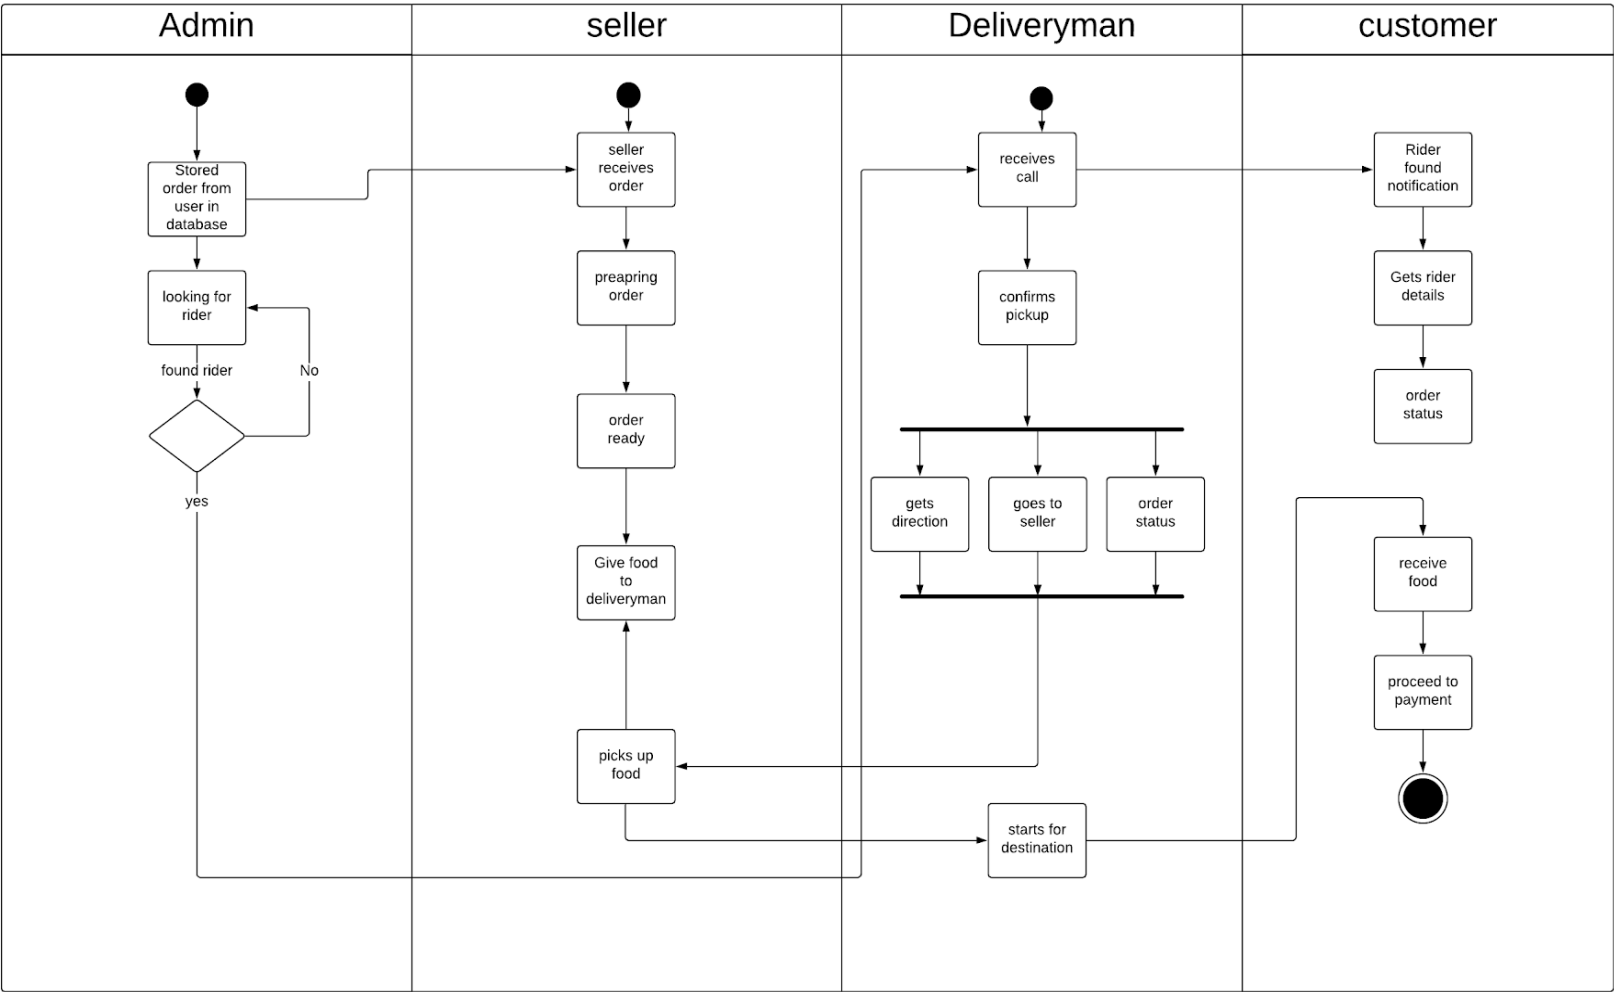 Admin
seller
Deliveryman
customer
Stored
order from
user in
database
looking for
rider
found rider
No
yes
seller
receives
order
preapring
order
order
ready
Give food
to
deliveryman
picks up
food
receives
call
confirms
pickup
gets
direction
goes to
seller
order
status
starts for
destination
Rider
found
notification
Gets rider
details
order
status
receive
food
proceed to
payment